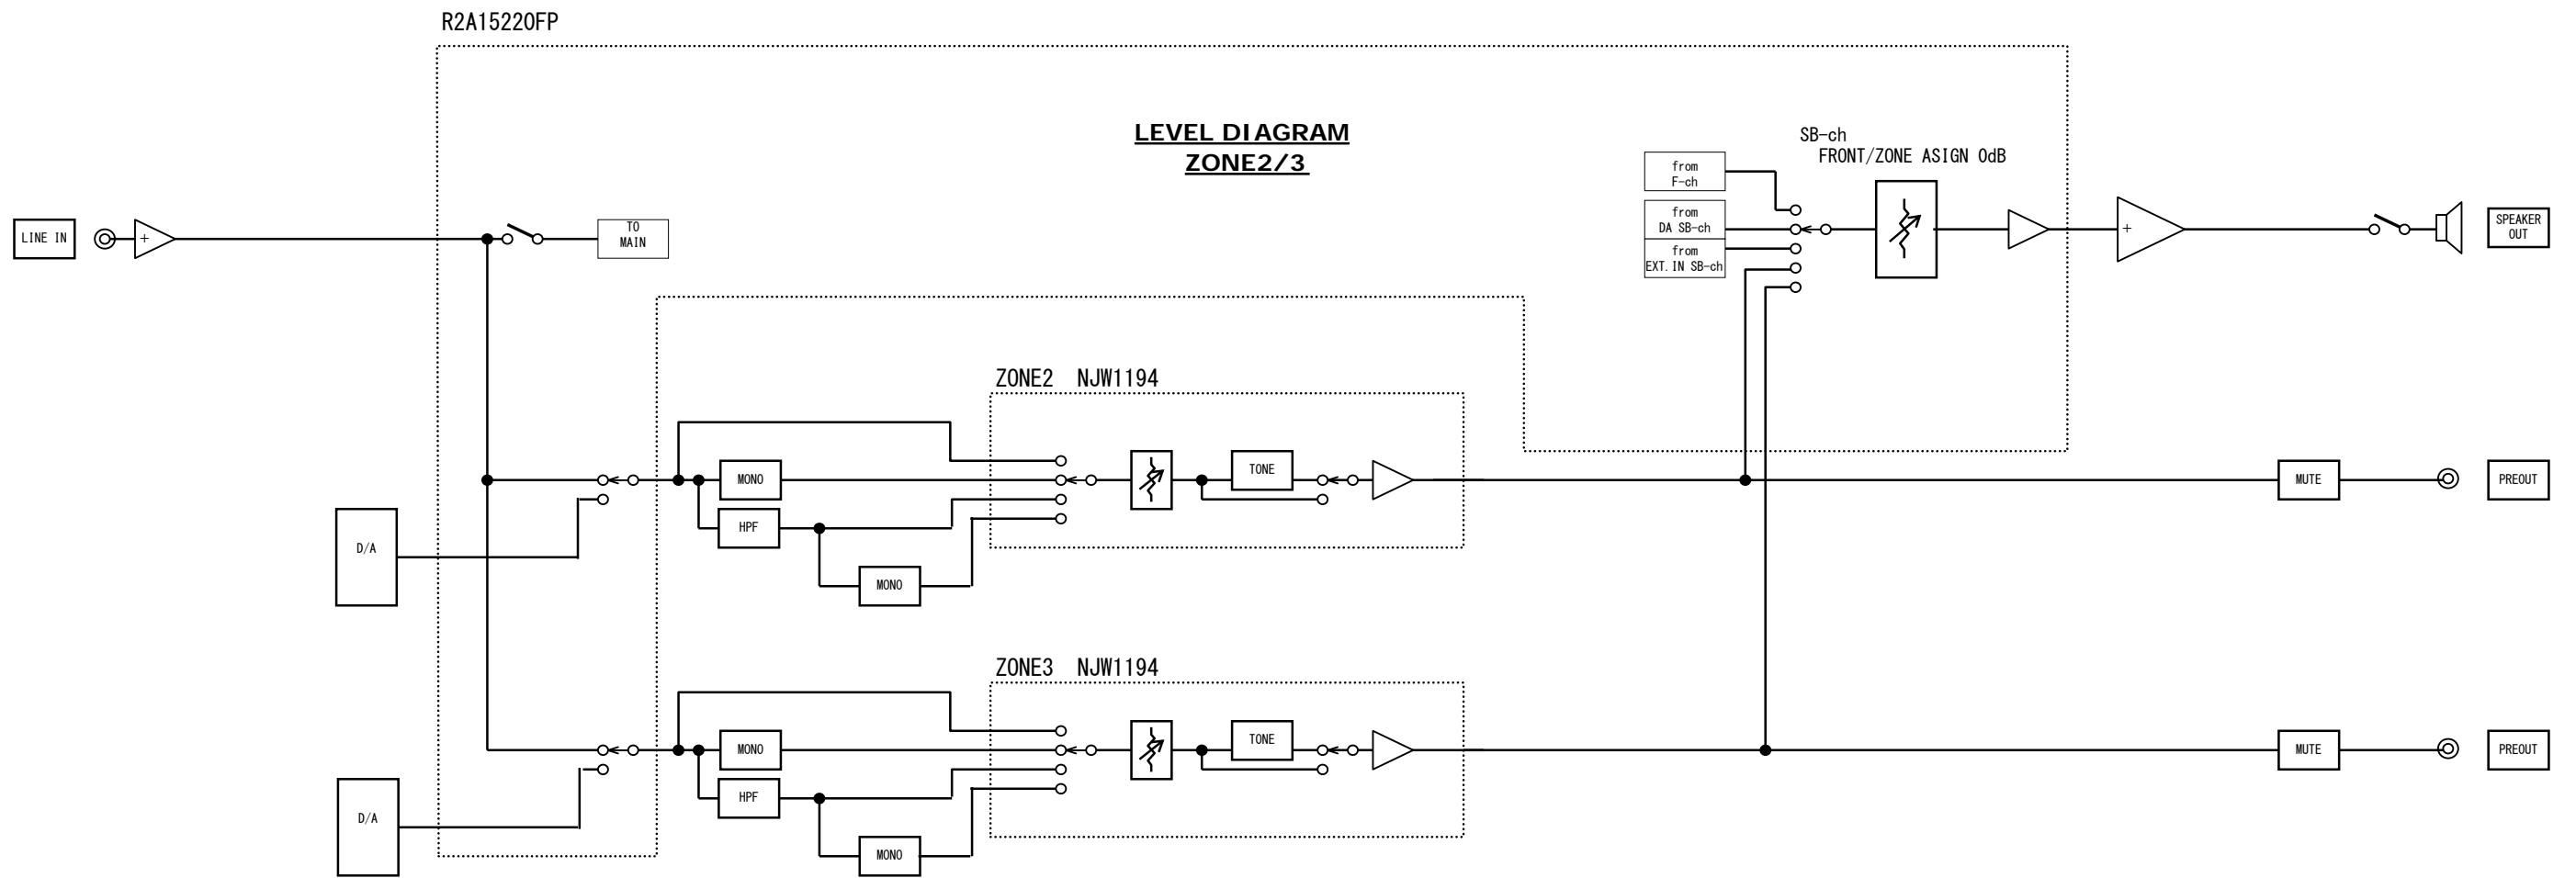 R2A15220FP
LEVEL DIAGRAM
ZONE2/3
SB-ch
FRONT/ZONE ASIGN 0dB
from
F-ch
from
DA SB-ch
from
EXT.IN SB-ch
LINE IN
+
TO
MAIN
+
SPEAKER
OUT
ZONE2 NJW1194
MONO
TONE
MUTE
PREOUT
HPF
D/A
MONO
ZONE3 NJW1194
MONO
TONE
MUTE
PREOUT
HPF
D/A
MONO